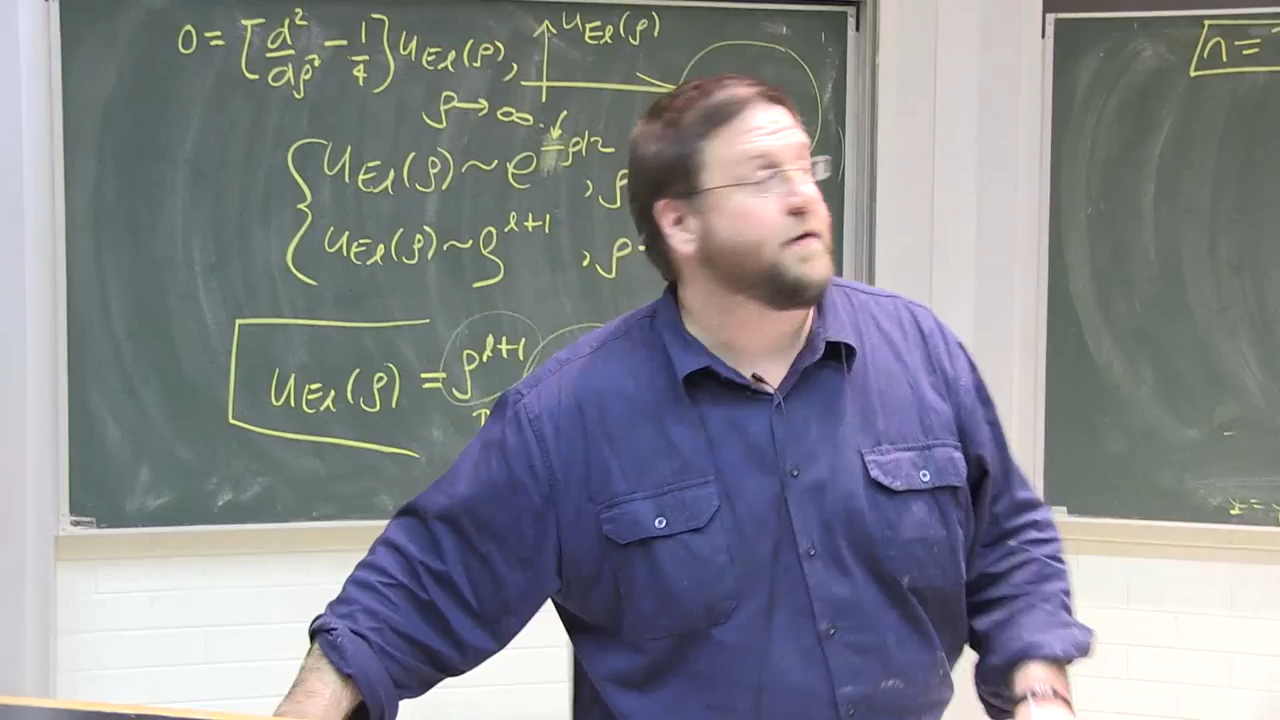 0 = [d²/dρ² - 1/4] u_Eℓ(ρ), u_Eℓ(ρ)
ρ → ∞
{ u_Eℓ(ρ) ~ e^(-ρ/2) , ρ
u_Eℓ(ρ) ~ ρ^(ℓ+1) , ρ -
u_Eℓ(ρ) = ρ^(ℓ+1)
n =